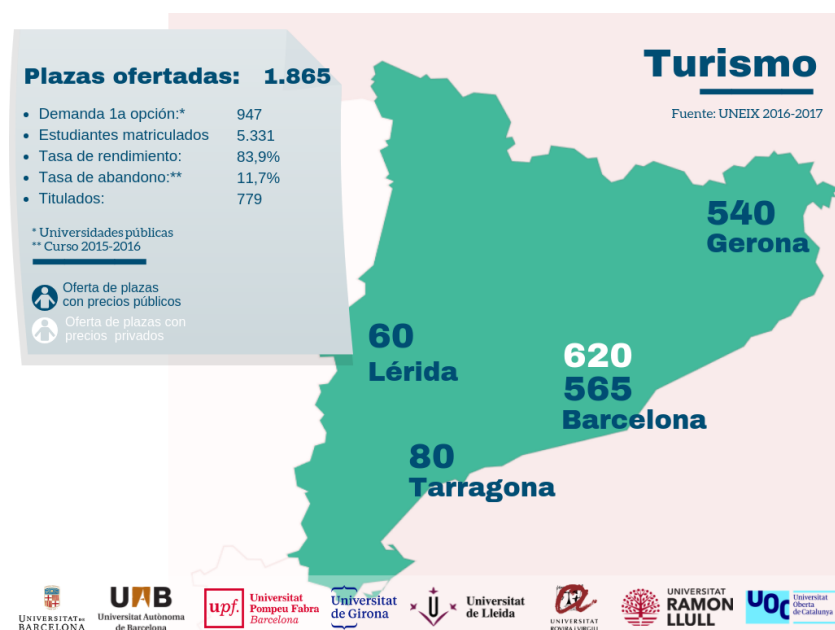 Plazas ofertadas: 1.865
Demanda 1a opción:* 947
Estudiantes matriculados 5.331
Tasa de rendimiento: 83,9%
Tasa de abandono:** 11,7%
Titulados: 779
* Universidades públicas
** Curso 2015-2016
Oferta de plazas
con precios públicos
Oferta de plazas con
precios privados
Turismo
Fuente: UNEIX 2016-2017
540
Gerona
60
Lérida
620
565
Barcelona
80
Tarragona
UNIVERSITAT DE
BARCELONA
UAB
Universitat Autònoma
de Barcelona
upf.
Universitat
Pompeu Fabra
Barcelona
Universitat
de Girona
Universitat
de Lleida
UNIVERSITAT
ROVIRA I VIRGILI
UNIVERSITAT
RAMON
LLULL
UOC
Universitat
Oberta
de Catalunya